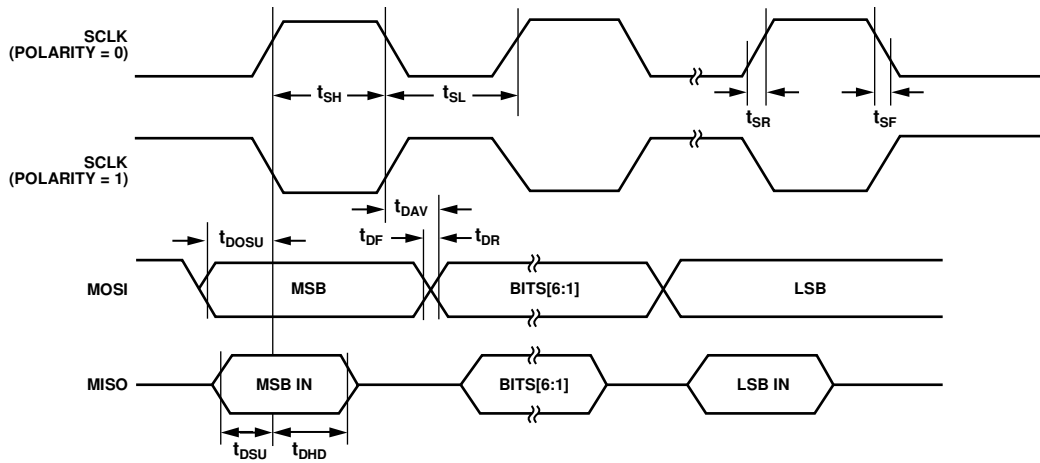 SCLK
(POLARITY = 0)
tSH
tSL
tSR
tSF
SCLK
(POLARITY = 1)
tDAV
tDOSU
tDF
tDR
MOSI
MSB
BITS[6:1]
LSB
MISO
MSB IN
BITS[6:1]
LSB IN
tDSU
tDHD